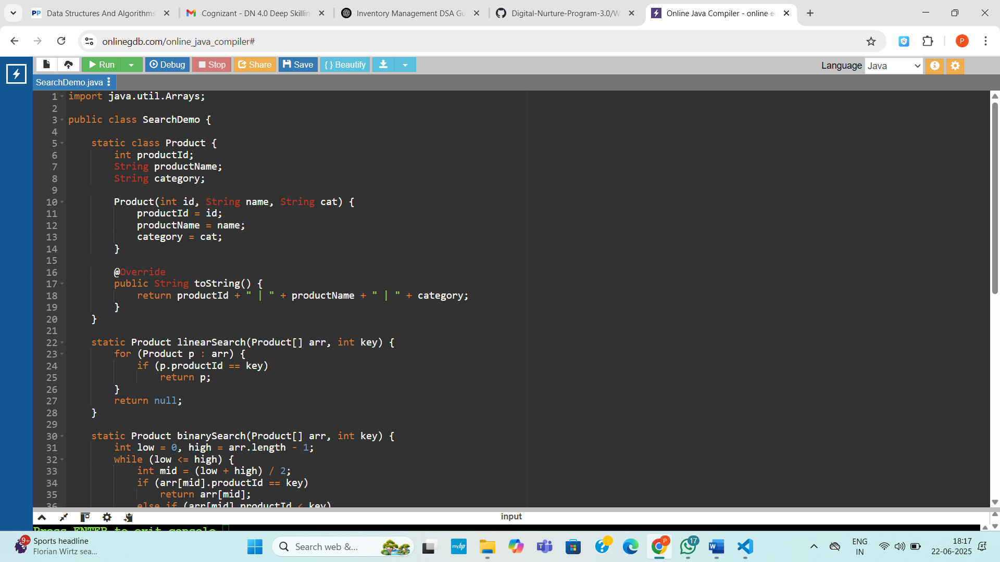 Data Structures And Algorithms
Cognizant - DN 4.0 Deep Skillin
Inventory Management DSA Gu
Digital-Nurture-Program-3.0/W
Online Java Compiler - online e
onlinegdb.com/online_java_compiler#
P
Run
Debug
Stop
Share
Save
{ } Beautify
Language
Java
SearchDemo.java
1 import java.util.Arrays;
2
3 public class SearchDemo {
4
5 static class Product {
6 int productId;
7 String productName;
8 String category;
9
10 Product(int id, String name, String cat) {
11 productId = id;
12 productName = name;
13 category = cat;
14 }
15
16 @Override
17 public String toString() {
18 return productId + " | " + productName + " | " + category;
19 }
20 }
21
22 static Product linearSearch(Product[] arr, int key) {
23 for (Product p : arr) {
24 if (p.productId == key)
25 return p;
26 }
27 return null;
28 }
29
30 static Product binarySearch(Product[] arr, int key) {
31 int low = 0, high = arr.length - 1;
32 while (low <= high) {
33 int mid = (low + high) / 2;
34 if (arr[mid].productId == key)
35 return arr[mid];
36 else if (arr[mid].productId < key)
input
Press ENTER to exit console.
9+
Sports headline
Florian Wirtz sea...
Search web &...
myhp
P
17
ENG
IN
18:17
22-06-2025